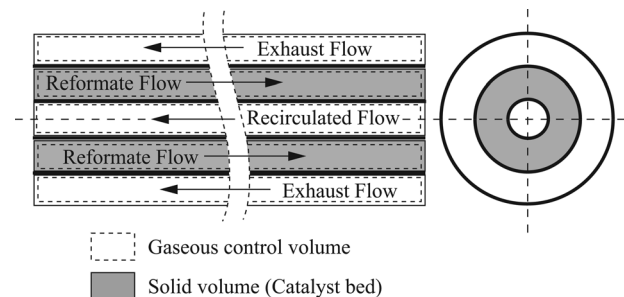 Exhaust Flow
Reformate Flow
Recirculated Flow
Reformate Flow
Exhaust Flow
Gaseous control volume
Solid volume (Catalyst bed)